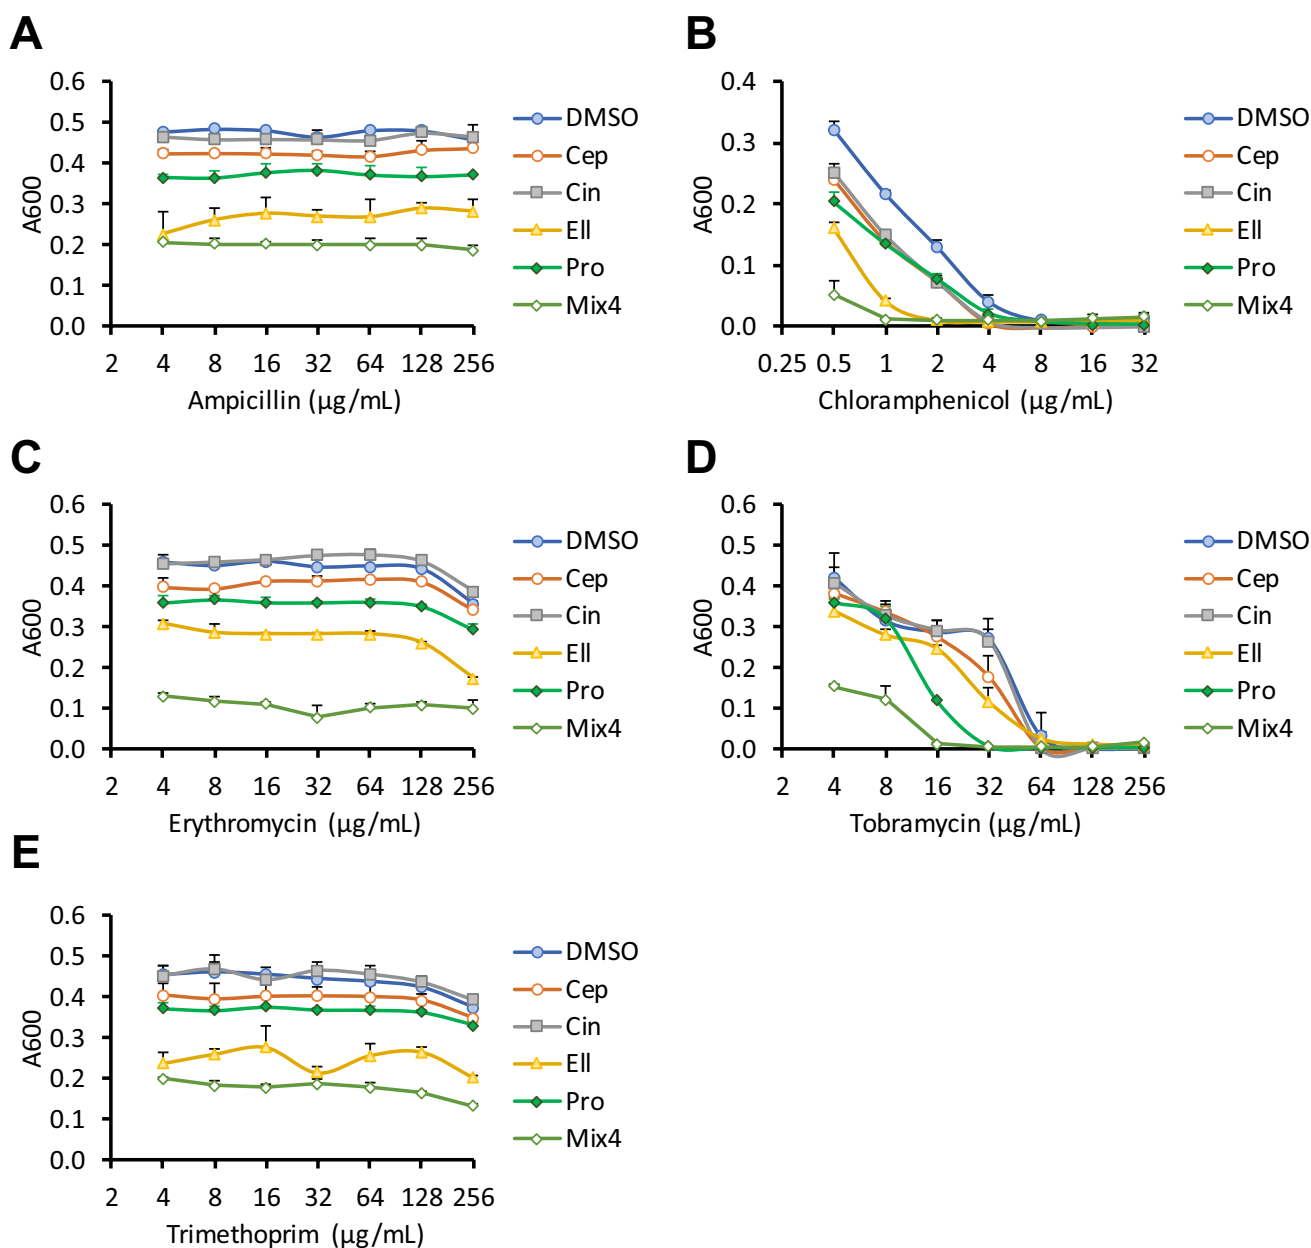 A
A600
0.6
0.5
0.4
0.3
0.2
0.1
0.0
2 4 8 16 32 64 128 256
Ampicillin (µg/mL)
DMSO
Cep
Cin
Ell
Pro
Mix4
B
A600
0.4
0.3
0.2
0.1
0.0
0.25 0.5 1 2 4 8 16 32
Chloramphenicol (µg/mL)
DMSO
Cep
Cin
Ell
Pro
Mix4
C
A600
0.6
0.5
0.4
0.3
0.2
0.1
0.0
2 4 8 16 32 64 128 256
Erythromycin (µg/mL)
DMSO
Cep
Cin
Ell
Pro
Mix4
D
A600
0.6
0.5
0.4
0.3
0.2
0.1
0.0
2 4 8 16 32 64 128 256
Tobramycin (µg/mL)
DMSO
Cep
Cin
Ell
Pro
Mix4
E
A600
0.6
0.5
0.4
0.3
0.2
0.1
0.0
2 4 8 16 32 64 128 256
Trimethoprim (µg/mL)
DMSO
Cep
Cin
Ell
Pro
Mix4